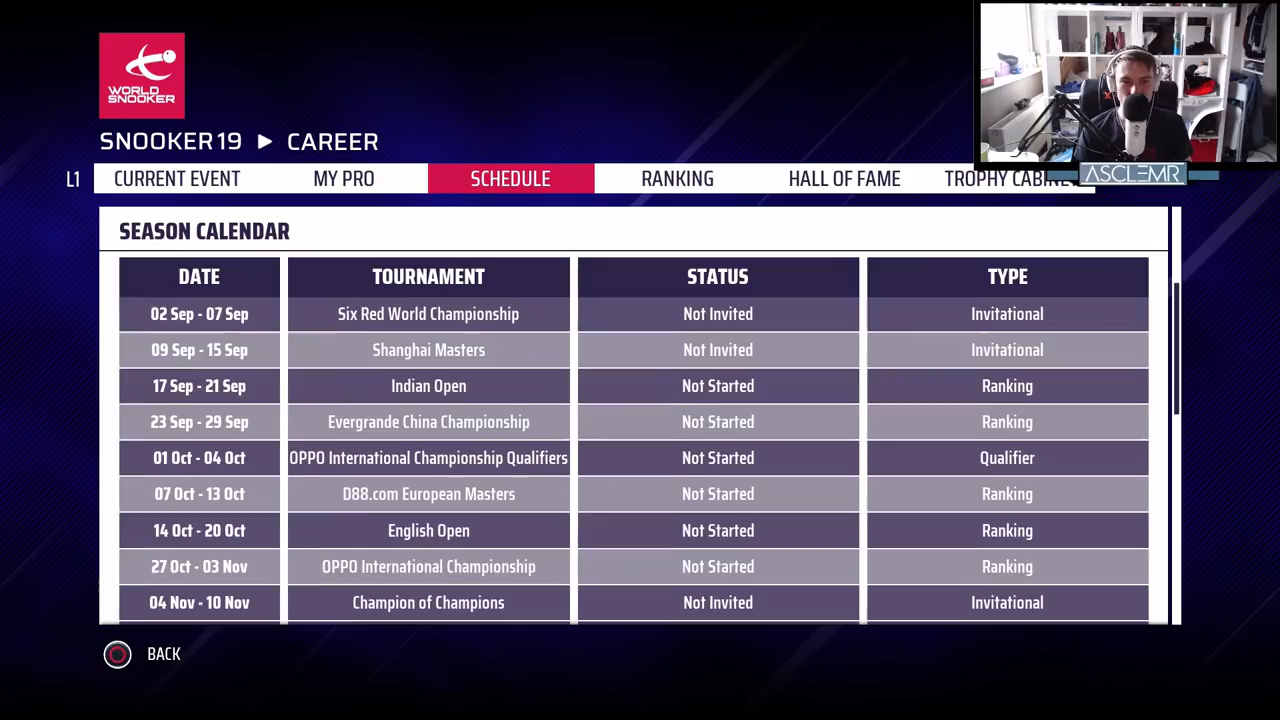 WORLD
SNOOKER
SNOOKER 19 ► CAREER
L1 CURRENT EVENT MY PRO SCHEDULE RANKING HALL OF FAME TROPHY
ASCLEMR
SEASON CALENDAR
DATE TOURNAMENT STATUS TYPE
02 Sep - 07 Sep Six Red World Championship Not Invited Invitational
09 Sep - 15 Sep Shanghai Masters Not Invited Invitational
17 Sep - 21 Sep Indian Open Not Started Ranking
23 Sep - 29 Sep Evergrande China Championship Not Started Ranking
01 Oct - 04 Oct OPPO International Championship Qualifiers Not Started Qualifier
07 Oct - 13 Oct D88.com European Masters Not Started Ranking
14 Oct - 20 Oct English Open Not Started Ranking
27 Oct - 03 Nov OPPO International Championship Not Started Ranking
04 Nov - 10 Nov Champion of Champions Not Invited Invitational
BACK